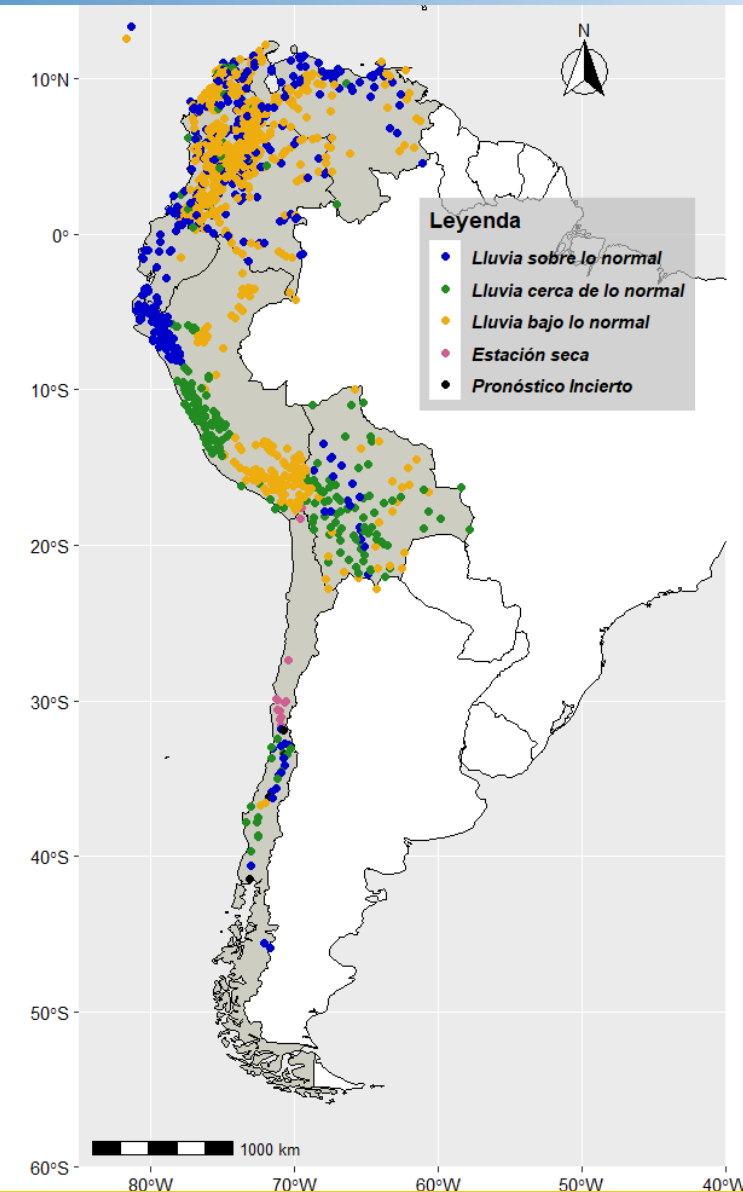 N
10°N
0°
10°S
20°S
30°S
40°S
50°S
60°S
Leyenda
Lluvia sobre lo normal
Lluvia cerca de lo normal
Lluvia bajo lo normal
Estación seca
Pronóstico Incierto
1000 km
80°W
70°W
60°W
50°W
40°W